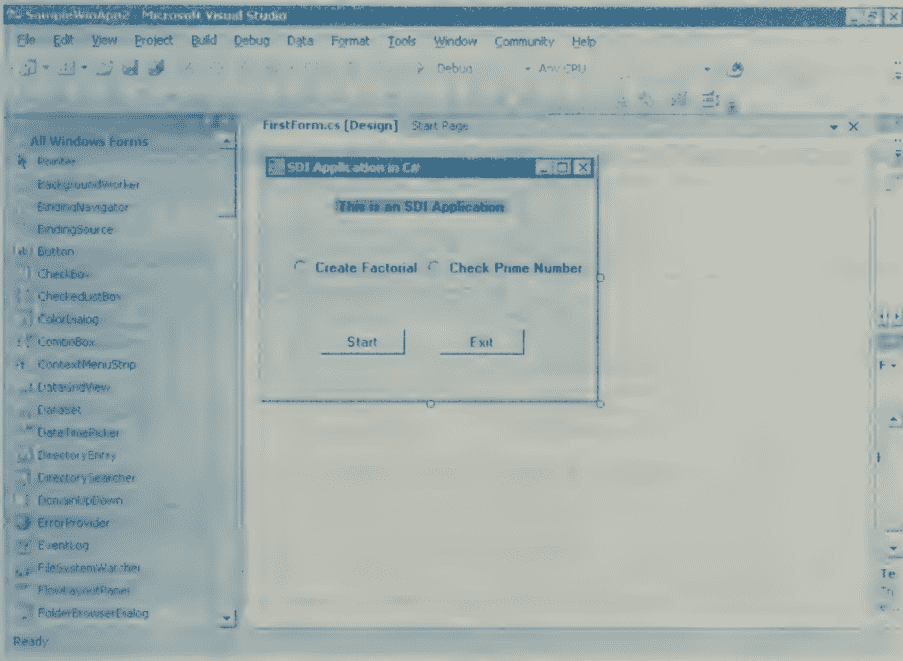 SampleWinApp2 - Microsoft Visual Studio
File Edit View Project Build Debug Data Format Tools Window Community Help
Debug Any CPU
FirstForm.cs [Design] Start Page
All Windows Forms
Pointer
BackgroundWorker
BindingNavigator
BindingSource
Button
CheckBox
CheckedListBox
ColorDialog
ComboBox
ContextMenuStrip
DataGridView
DataSet
DateTimePicker
DirectoryEntry
DirectorySearcher
DomainUpDown
ErrorProvider
EventLog
FileSystemWatcher
FlowLayoutPanel
FolderBrowserDialog
SDI Application in C#
This is an SDI Application
Create Factorial Check Prime Number
Start Exit
Te
Ready